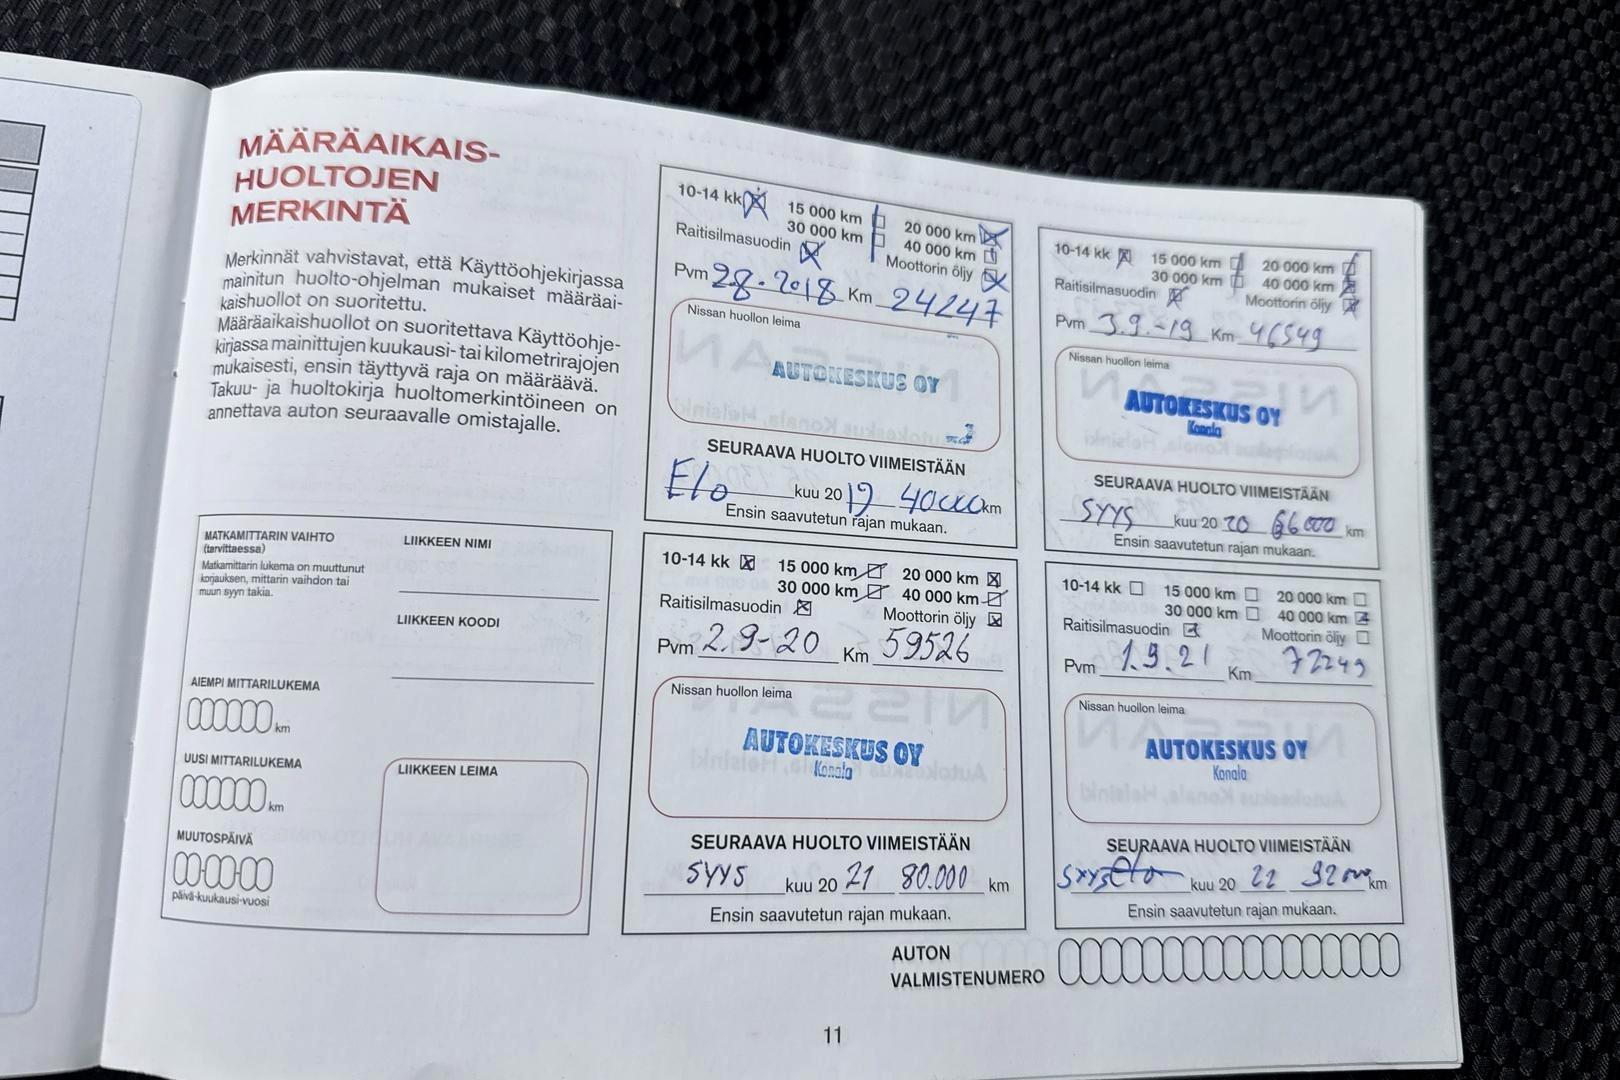 MÄÄRÄAIKAIS-
HUOLTOJEN
MERKINTÄ
Merkinnät vahvistavat, että Käyttöohjekirjassa
mainitun huolto-ohjelman mukaiset määräai-
kaishuollot on suoritettu.
Määräaikaishuollot on suoritettava Käyttöohje-
kirjassa mainittujen kuukausi- tai kilometrirajojen
mukaisesti, ensin täyttyvä raja on määräävä.
Takuu- ja huoltokirja huoltomerkintöineen on
annettava auton seuraavalle omistajalle.
MATKAMITTARIN VAIHTO
(tarvittaessa)
Matkamittarin lukema on muuttunut
korjauksen, mittarin vaihdon tai
muun syyn takia.
LIIKKEEN NIMI
LIIKKEEN KOODI
AIEMPI MITTARILUKEMA
km
UUSI MITTARILUKEMA
km
MUUTOSPÄIVÄ
päivä-kuukausi-vuosi
LIIKKEEN LEIMA
10-14 kk 15 000 km 20 000 km
30 000 km 40 000 km
Raitisilmasuodin Moottorin öljy
Pvm 28.2018 Km 24247
Nissan huollon leima
AUTOKESKUS OY
SEURAAVA HUOLTO VIIMEISTÄÄN
Elo kuu 20 19 40000 km
Ensin saavutetun rajan mukaan.
10-14 kk 15 000 km 20 000 km
30 000 km 40 000 km
Raitisilmasuodin Moottorin öljy
Pvm 3.9.-19 Km 46549
Nissan huollon leima
AUTOKESKUS OY
Konala
SEURAAVA HUOLTO VIIMEISTÄÄN
SYYS kuu 20 20 66000 km
Ensin saavutetun rajan mukaan.
10-14 kk 15 000 km 20 000 km
30 000 km 40 000 km
Raitisilmasuodin Moottorin öljy
Pvm 2.9-20 Km 59526
Nissan huollon leima
AUTOKESKUS OY
Konala
SEURAAVA HUOLTO VIIMEISTÄÄN
SYYS kuu 20 21 80.000 km
Ensin saavutetun rajan mukaan.
10-14 kk 15 000 km 20 000 km
30 000 km 40 000 km
Raitisilmasuodin Moottorin öljy
Pvm 1.9.21 Km 72249
Nissan huollon leima
AUTOKESKUS OY
Konala
SEURAAVA HUOLTO VIIMEISTÄÄN
SYYS Elo kuu 20 22 92000 km
Ensin saavutetun rajan mukaan.
AUTON
VALMISTENUMERO
11